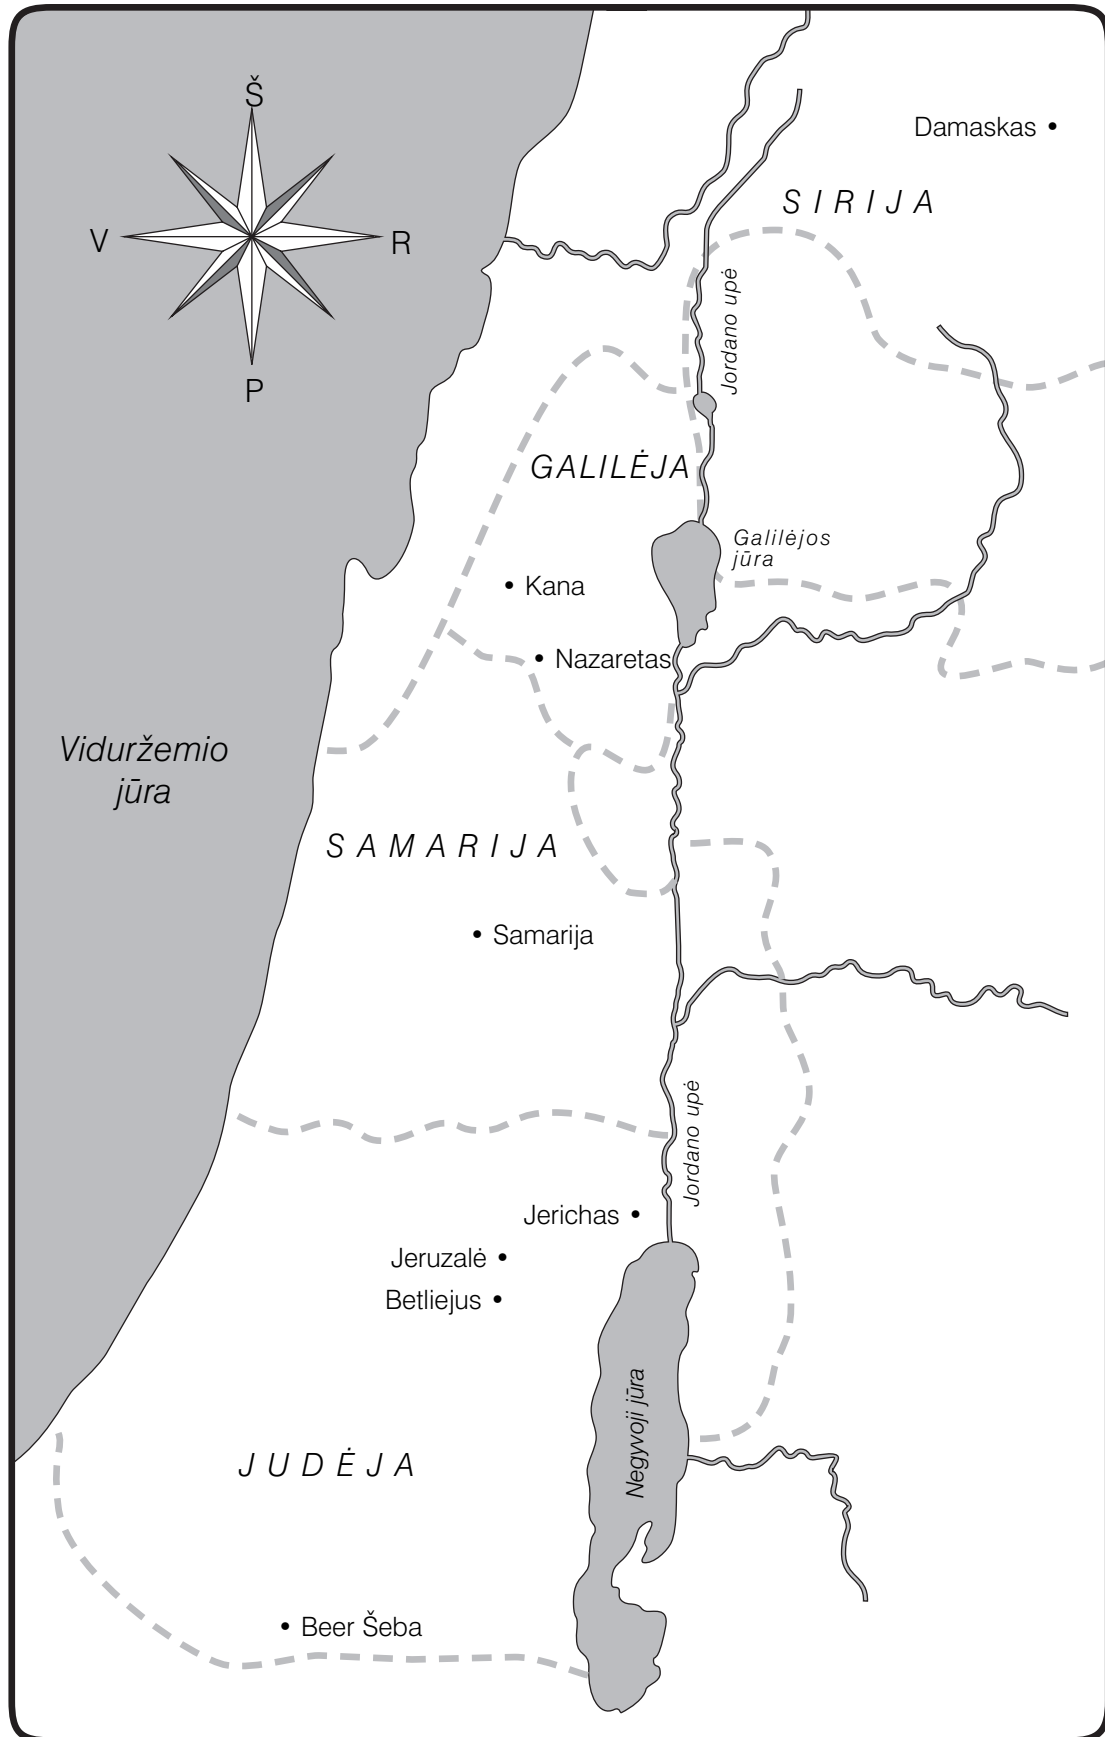 Š
Damaskas
SIRIJA
V
R
Jordano upė
P
GALILĖJA
Galilėjos
jūra
Kana
Nazaretas
Viduržemio
jūra
SAMARIJA
Samarija
Jordano upė
Jerichas
Jeruzalė
Betliejus
Negyvoji jūra
JUDĖJA
Beer Šeba